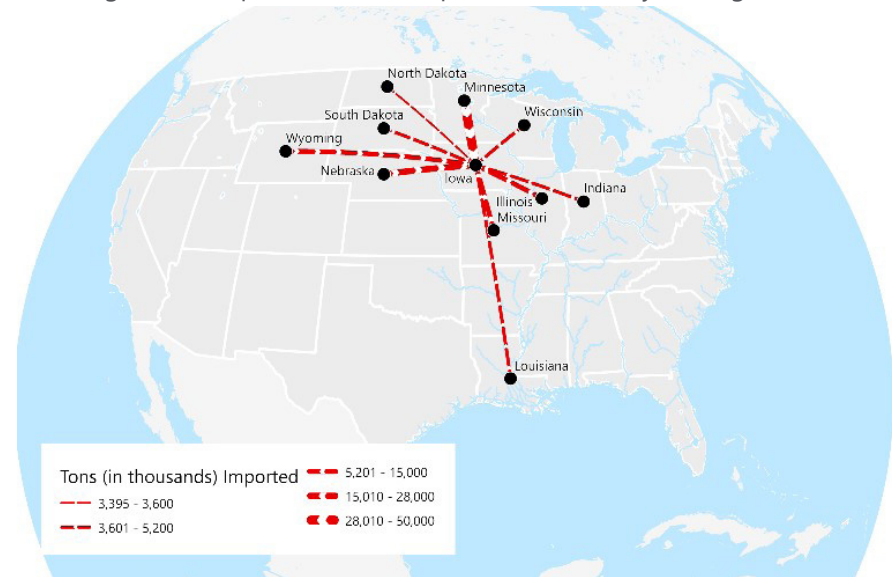 North Dakota
Minnesota
South Dakota
Wisconsin
Wyoming
Nebraska
Iowa
Indiana
Illinois
Missouri
Louisiana
Tons (in thousands) Imported
3,395 - 3,600
3,601 - 5,200
5,201 - 15,000
15,010 - 28,000
28,010 - 50,000